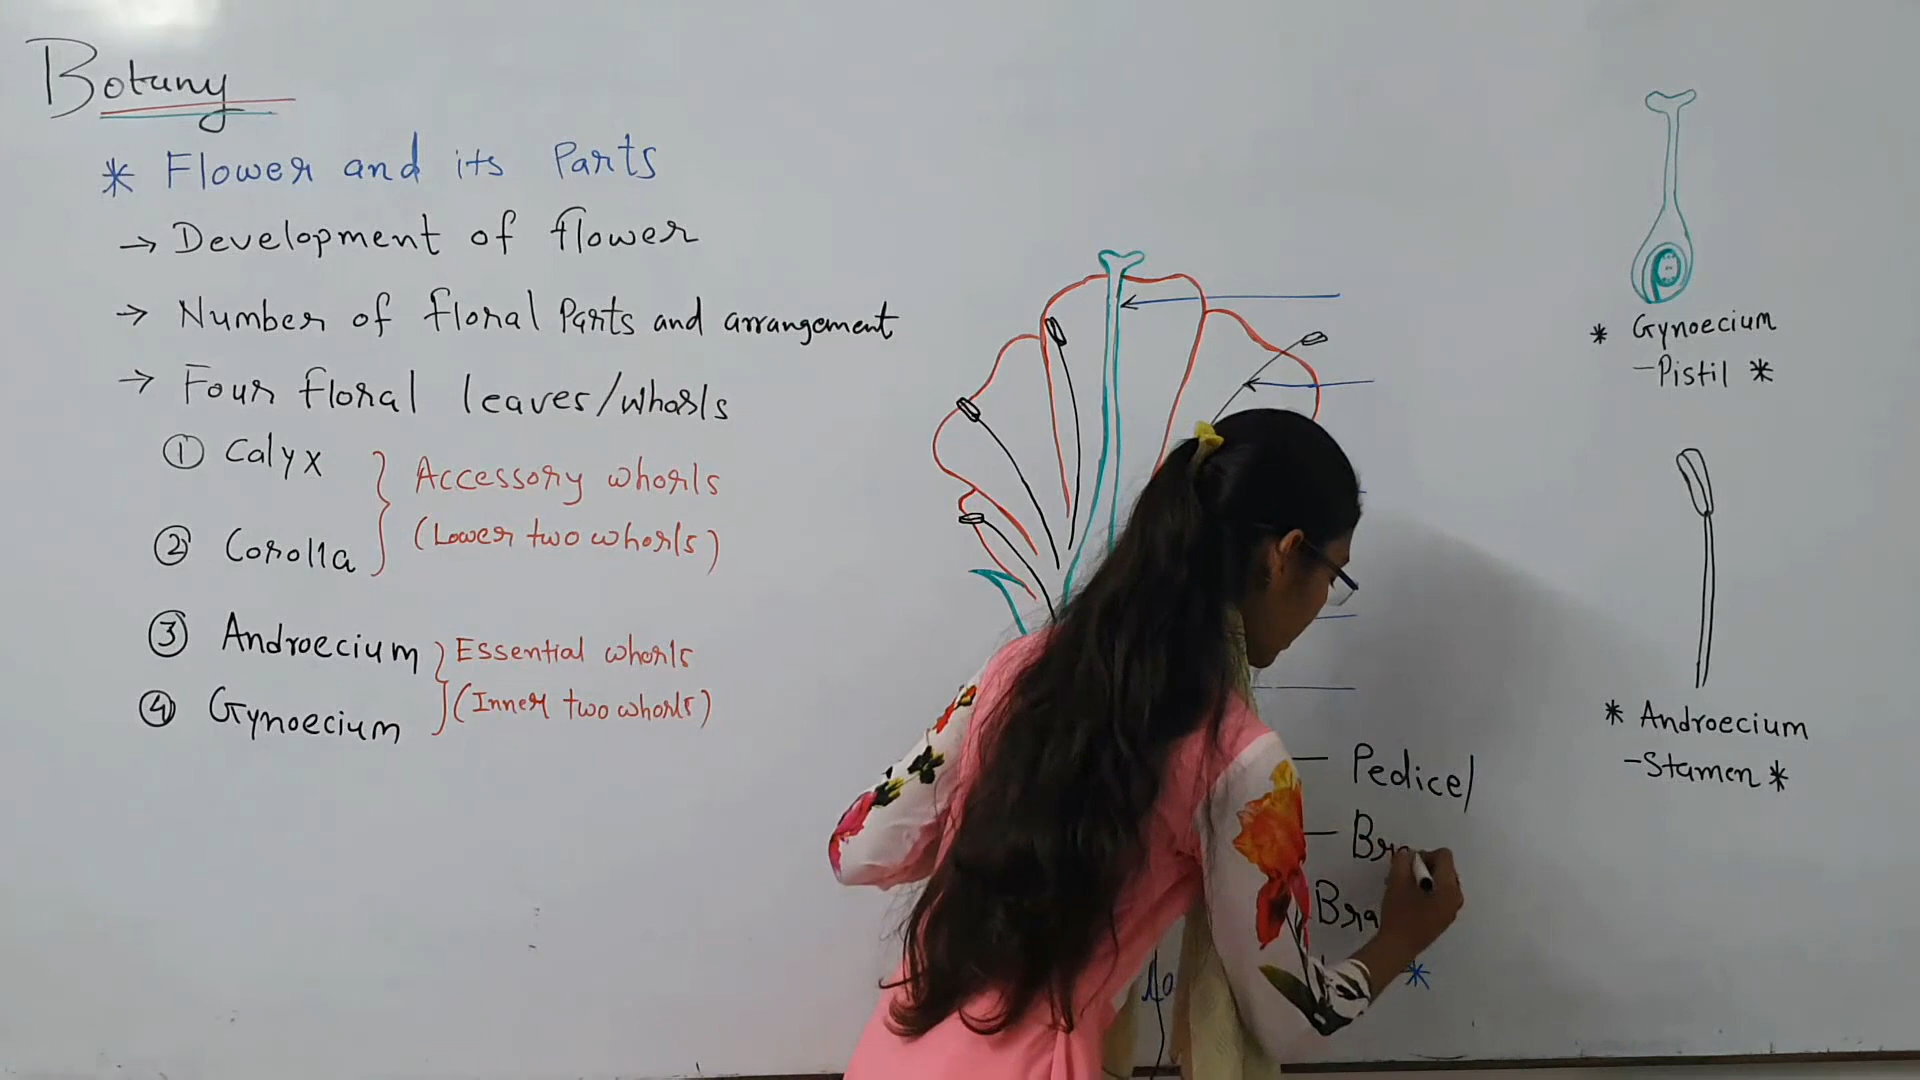 Botany
* Flower and its Parts
→ Development of flower
→ Number of floral Parts and arrangement
→ Four floral leaves/whorls
① Calyx
② Corolla
} Accessory whorls
(Lower two whorls)
③ Androecium
④ Gynoecium
} Essential whorls
(Inner two whorls)
Pedicel
* Gynoecium
-Pistil *
* Androecium
-Stamen *